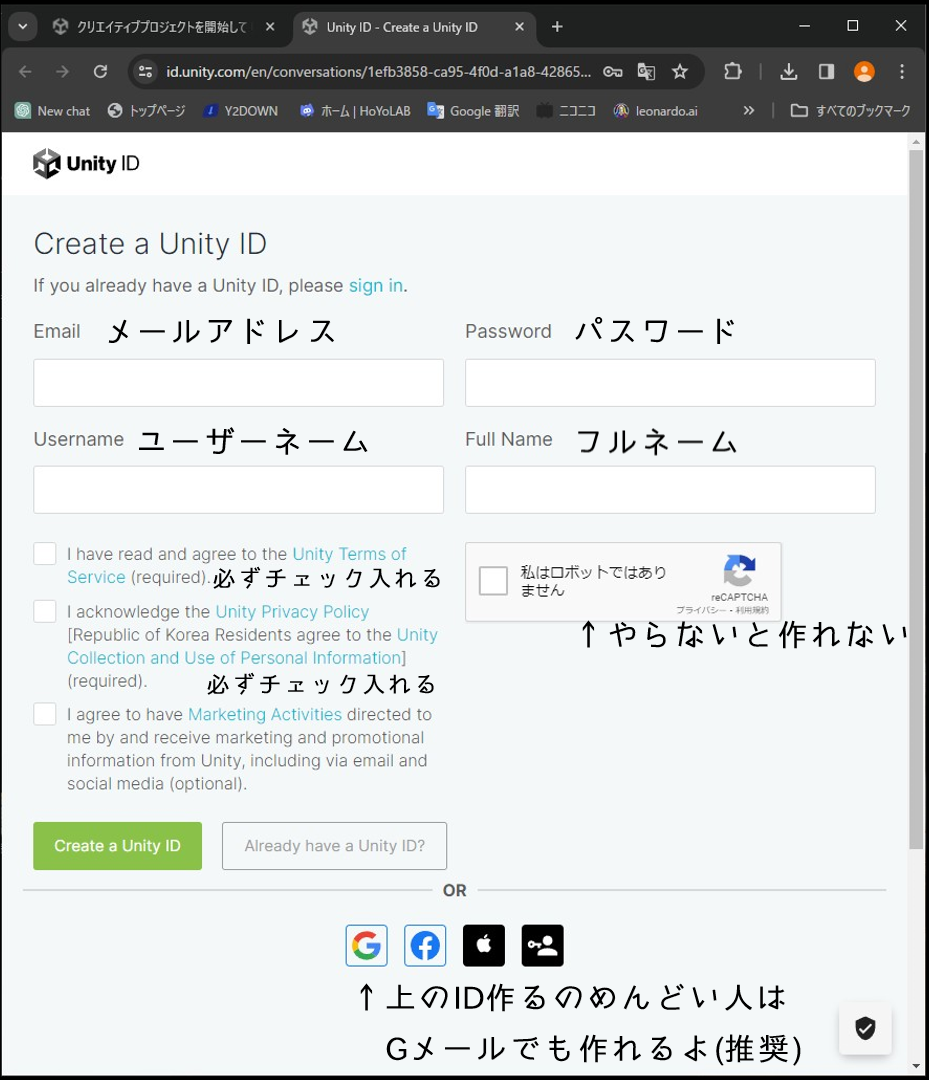 クリエイティブプロジェクトを開始して
Unity ID - Create a Unity ID
id.unity.com/en/conversations/1efb3858-ca95-4f0d-a1a8-42865...
New chat
トップページ
Y2DOWN
ホーム | HoYoLAB
Google 翻訳
ニコニコ
leonardo.ai
»
すべてのブックマーク
Unity ID
Create a Unity ID
If you already have a Unity ID, please sign in.
Email メールアドレス
Password パスワード
Username ユーザーネーム
Full Name フルネーム
I have read and agree to the Unity Terms of
Service (required). 必ずチェック入れる
I acknowledge the Unity Privacy Policy
[Republic of Korea Residents agree to the Unity
Collection and Use of Personal Information]
(required). 必ずチェック入れる
I agree to have Marketing Activities directed to
me by and receive marketing and promotional
information from Unity, including via email and
social media (optional).
私はロボットではあり
ません
reCAPTCHA
プライバシー - 利用規約
↑やらないと作れない
Create a Unity ID
Already have a Unity ID?
OR
↑上のID作るのめんどい人は
Gメールでも作れるよ(推奨)